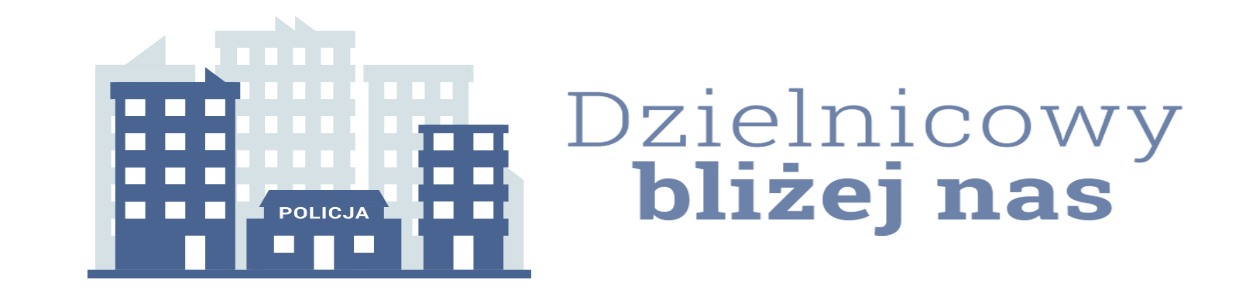 POLICJA
Dzielnicowy
bliżej nas